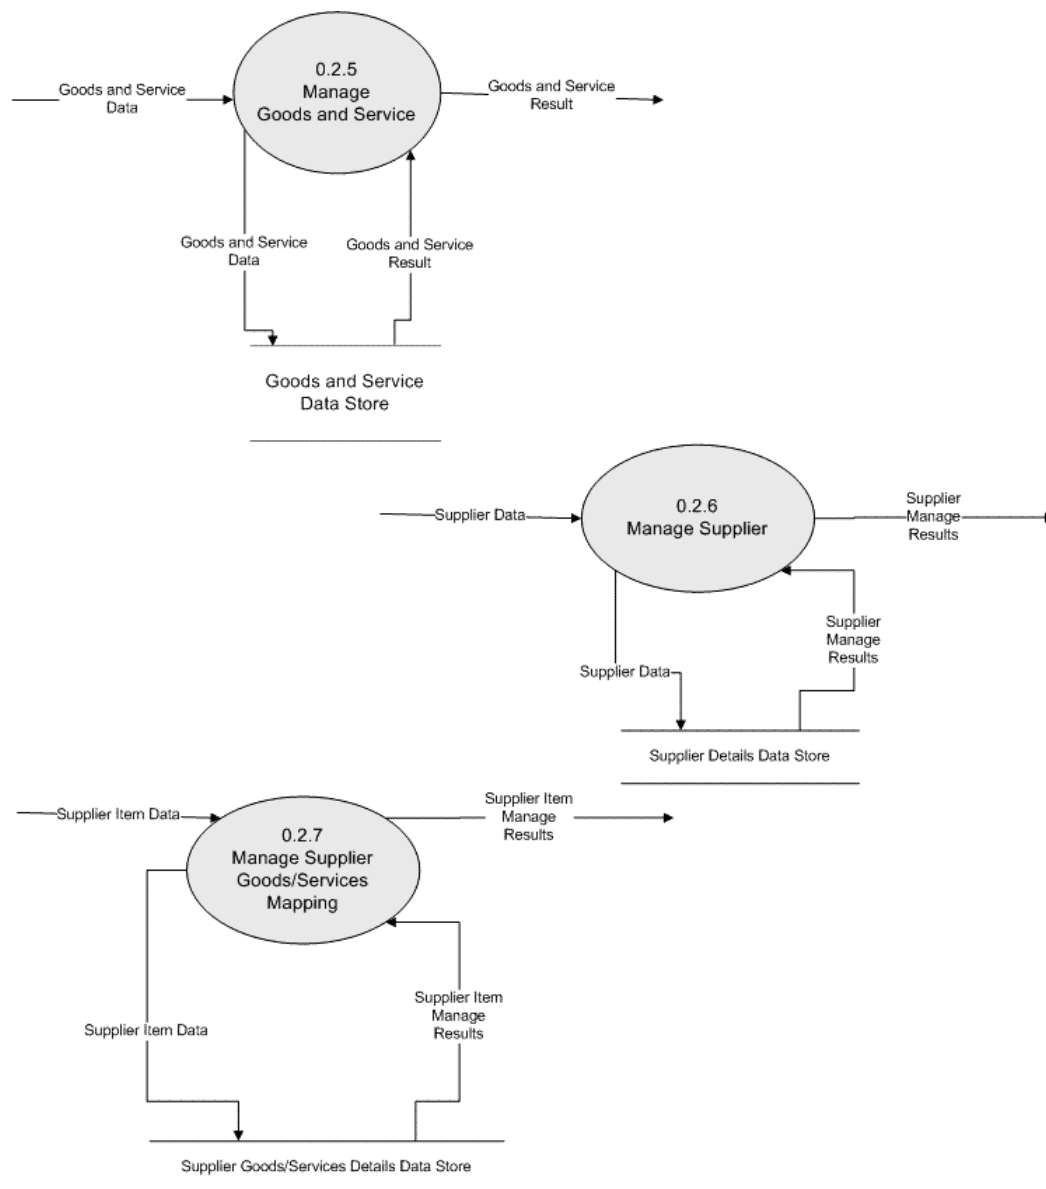 0.2.5
Manage
Goods and Service
Goods and Service
Data
Goods and Service
Result
Goods and Service
Data
Goods and Service
Result
Goods and Service
Data Store
0.2.6
Manage Supplier
Supplier Data
Supplier
Manage
Results
Supplier
Manage
Results
Supplier Data
Supplier Details Data Store
Supplier Item Data
Supplier Item
Manage
Results
0.2.7
Manage Supplier
Goods/Services
Mapping
Supplier Item Data
Supplier Item
Manage
Results
Supplier Goods/Services Details Data Store